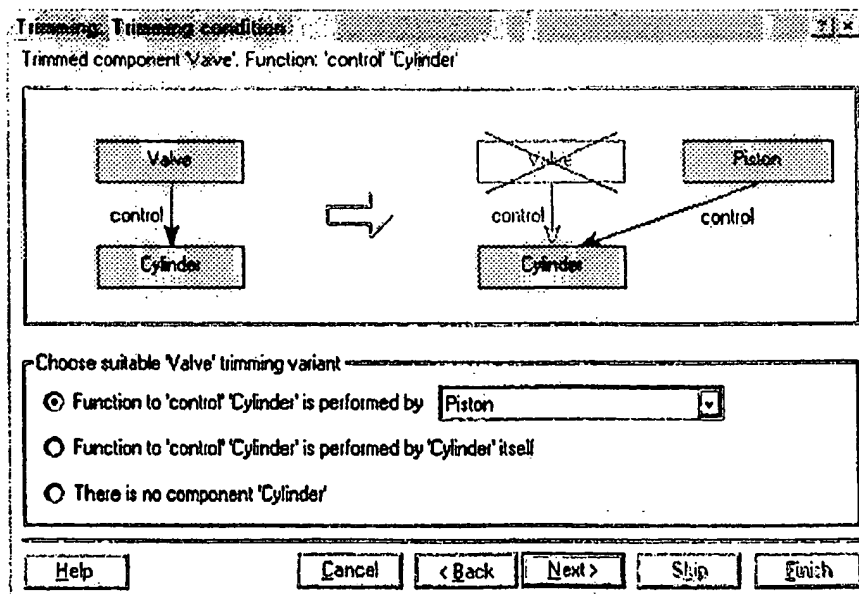 Trimming. Trimming condition
Trimmed component 'Valve'. Function: 'control' 'Cylinder'
Valve
Valve
Piston
control
control
control
Cylinder
Cylinder
Choose suitable 'Valve' trimming variant
Function to 'control' 'Cylinder' is performed by Piston
Function to 'control' 'Cylinder' is performed by 'Cylinder' itself
There is no component 'Cylinder'
Help Cancel < Back Next > Skip Finish